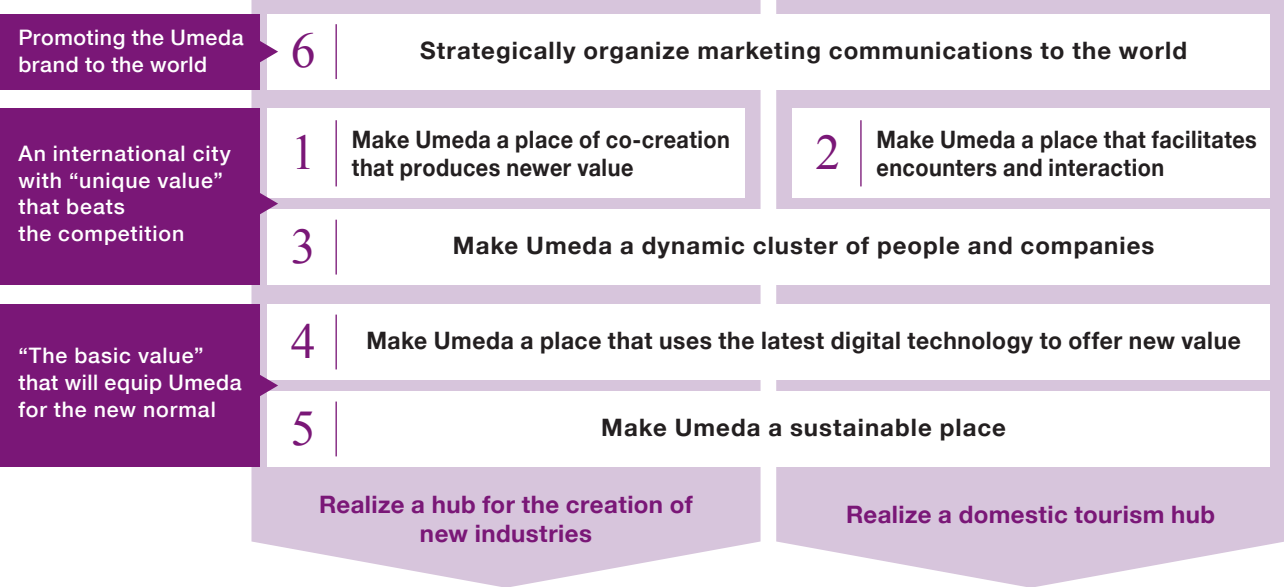 Promoting the Umeda
brand to the world
6
Strategically organize marketing communications to the world
An international city
with “unique value”
that beats
the competition
1
Make Umeda a place of co-creation
that produces newer value
2
Make Umeda a place that facilitates
encounters and interaction
3
Make Umeda a dynamic cluster of people and companies
“The basic value”
that will equip Umeda
for the new normal
4
Make Umeda a place that uses the latest digital technology to offer new value
5
Make Umeda a sustainable place
Realize a hub for the creation of
new industries
Realize a domestic tourism hub